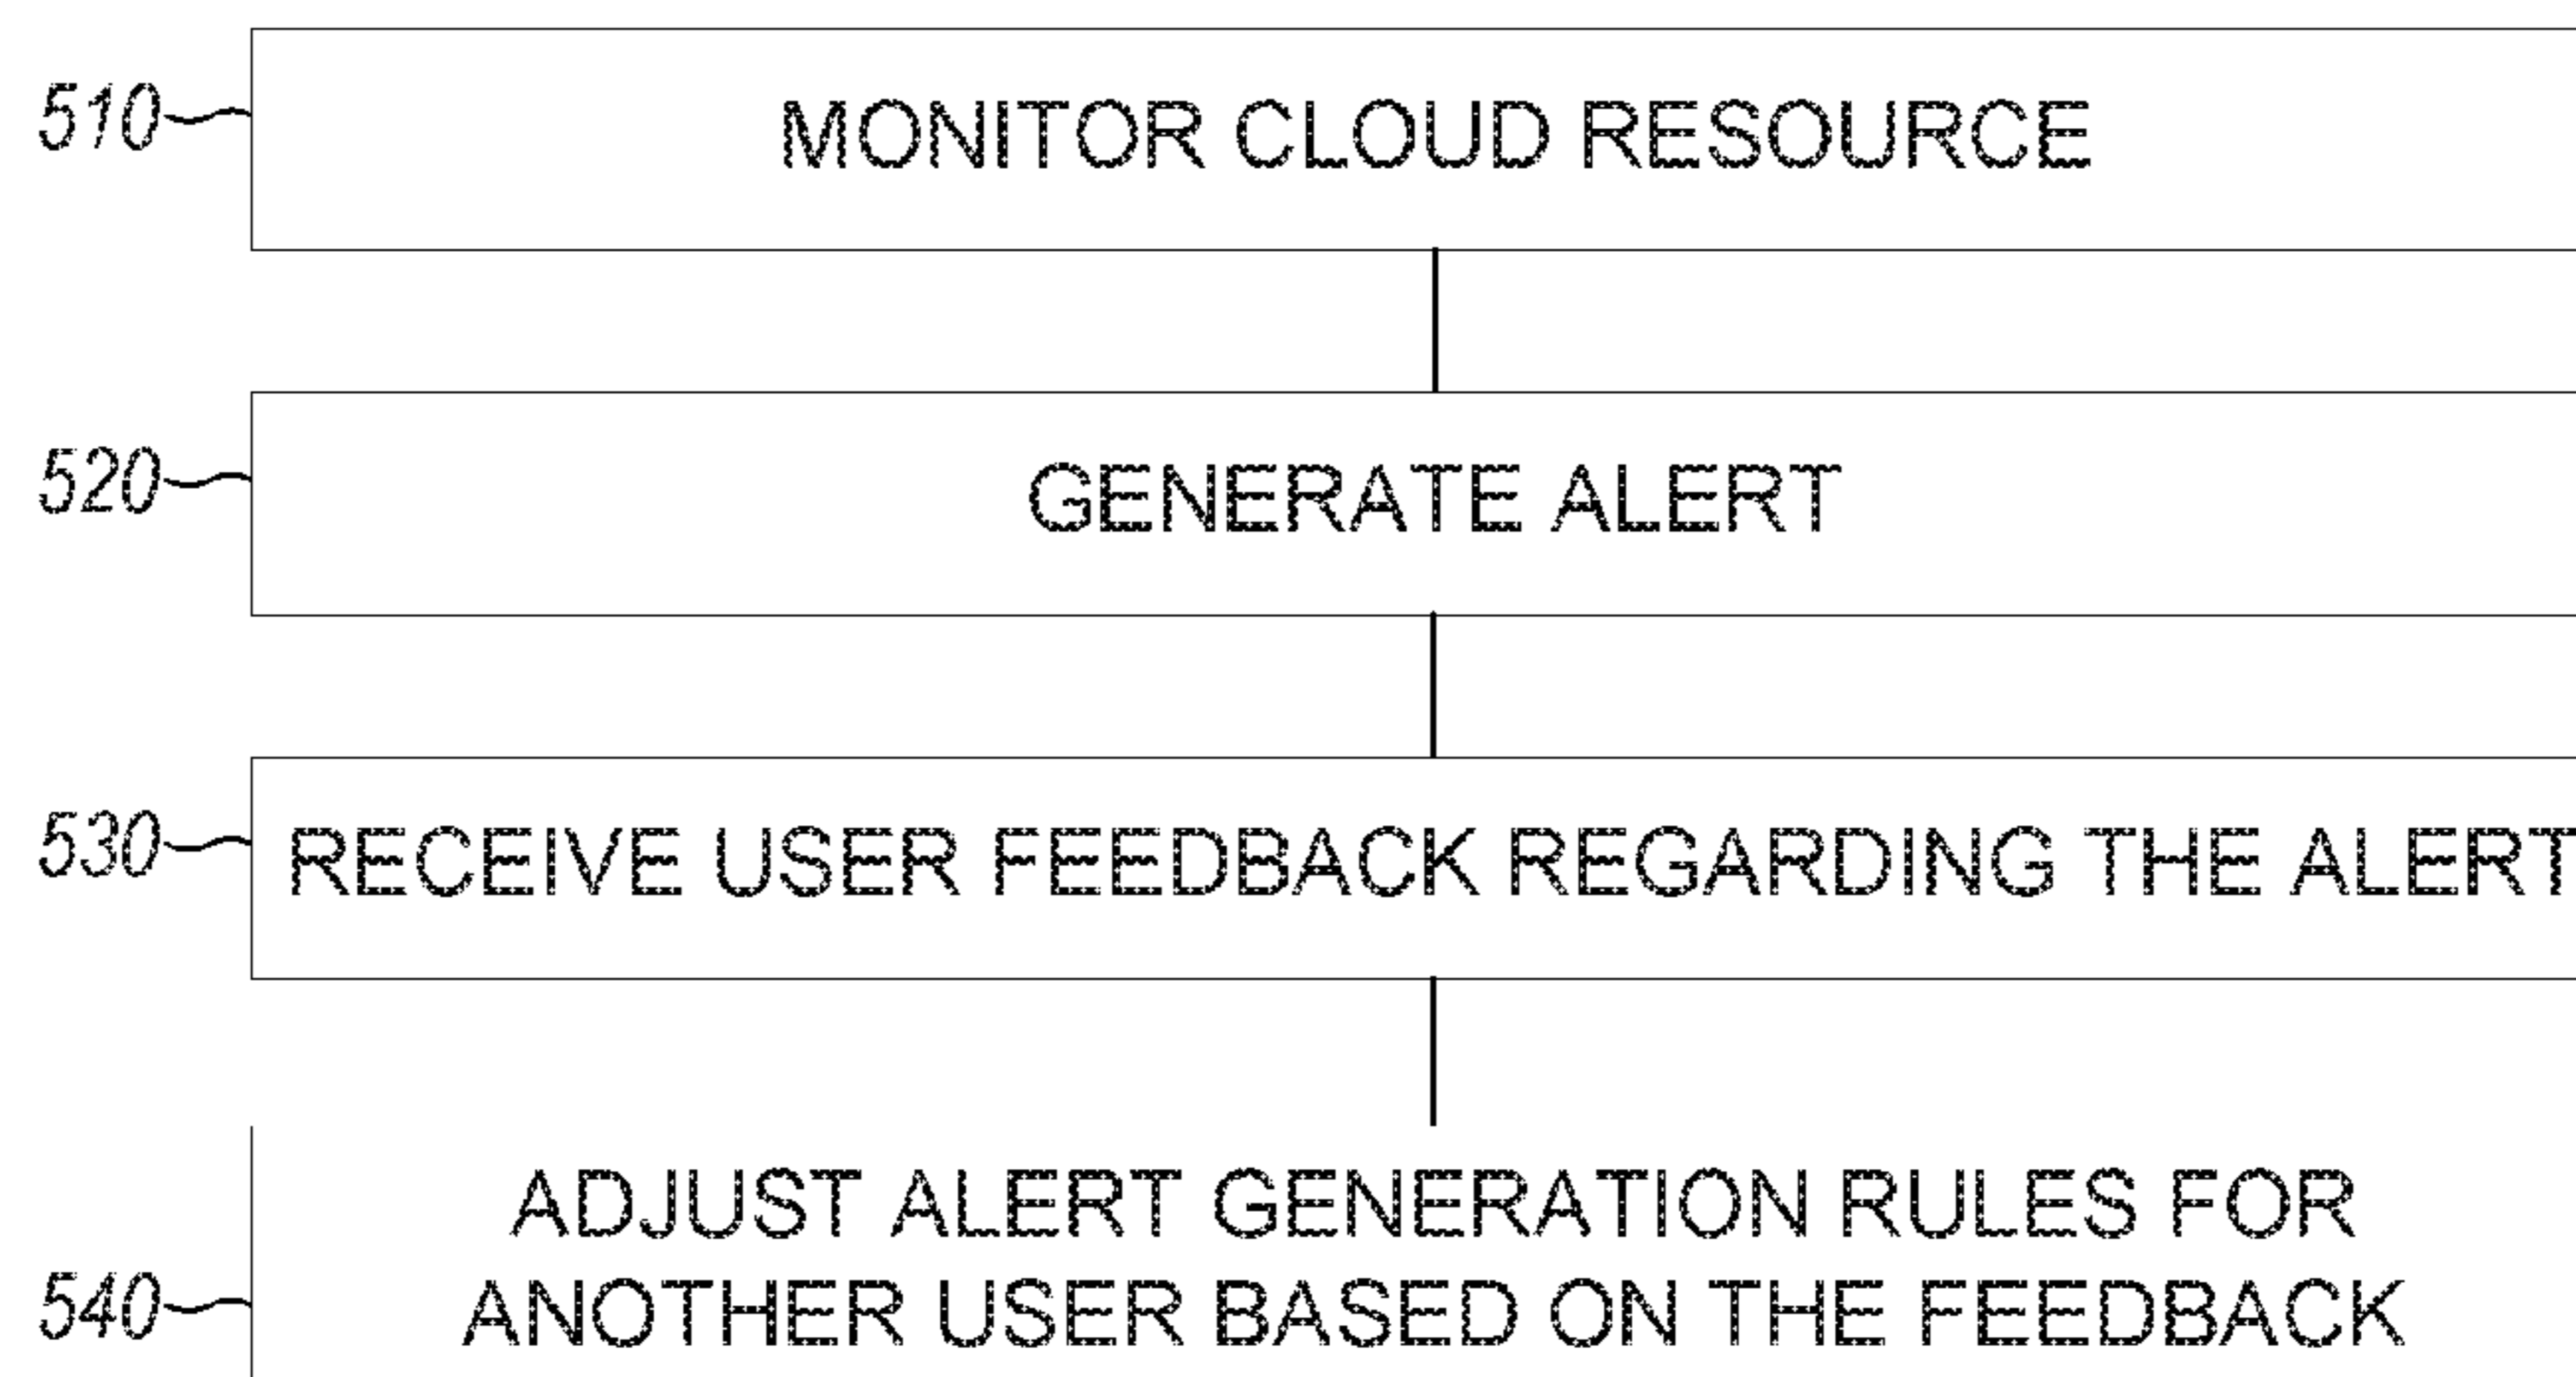 510 MONITOR CLOUD RESOURCE
520 GENERATE ALERT
530 RECEIVE USER FEEDBACK REGARDING THE ALERT
ADJUST ALERT GENERATION RULES FOR
540 ANOTHER USER BASED ON THE FEEDBACK